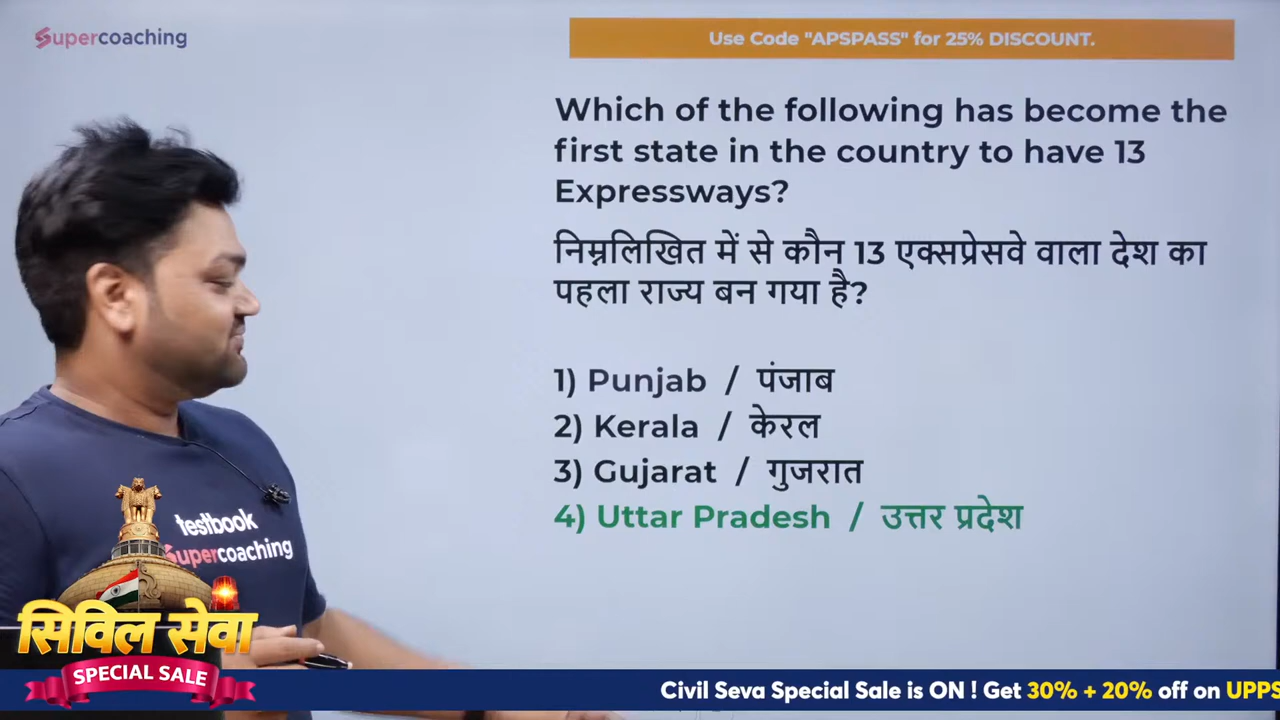 Supercoaching
Use Code "APSPASS" for 25% DISCOUNT.
Which of the following has become the
first state in the country to have 13
Expressways?
निम्नलिखित में से कौन 13 एक्सप्रेसवे वाला देश का
पहला राज्य बन गया है?
1) Punjab / पंजाब
2) Kerala / केरल
3) Gujarat / गुजरात
4) Uttar Pradesh / उत्तर प्रदेश
testbook
Supercoaching
सिविल सेवा
SPECIAL SALE
Civil Seva Special Sale is ON ! Get 30% + 20% off on UPPS